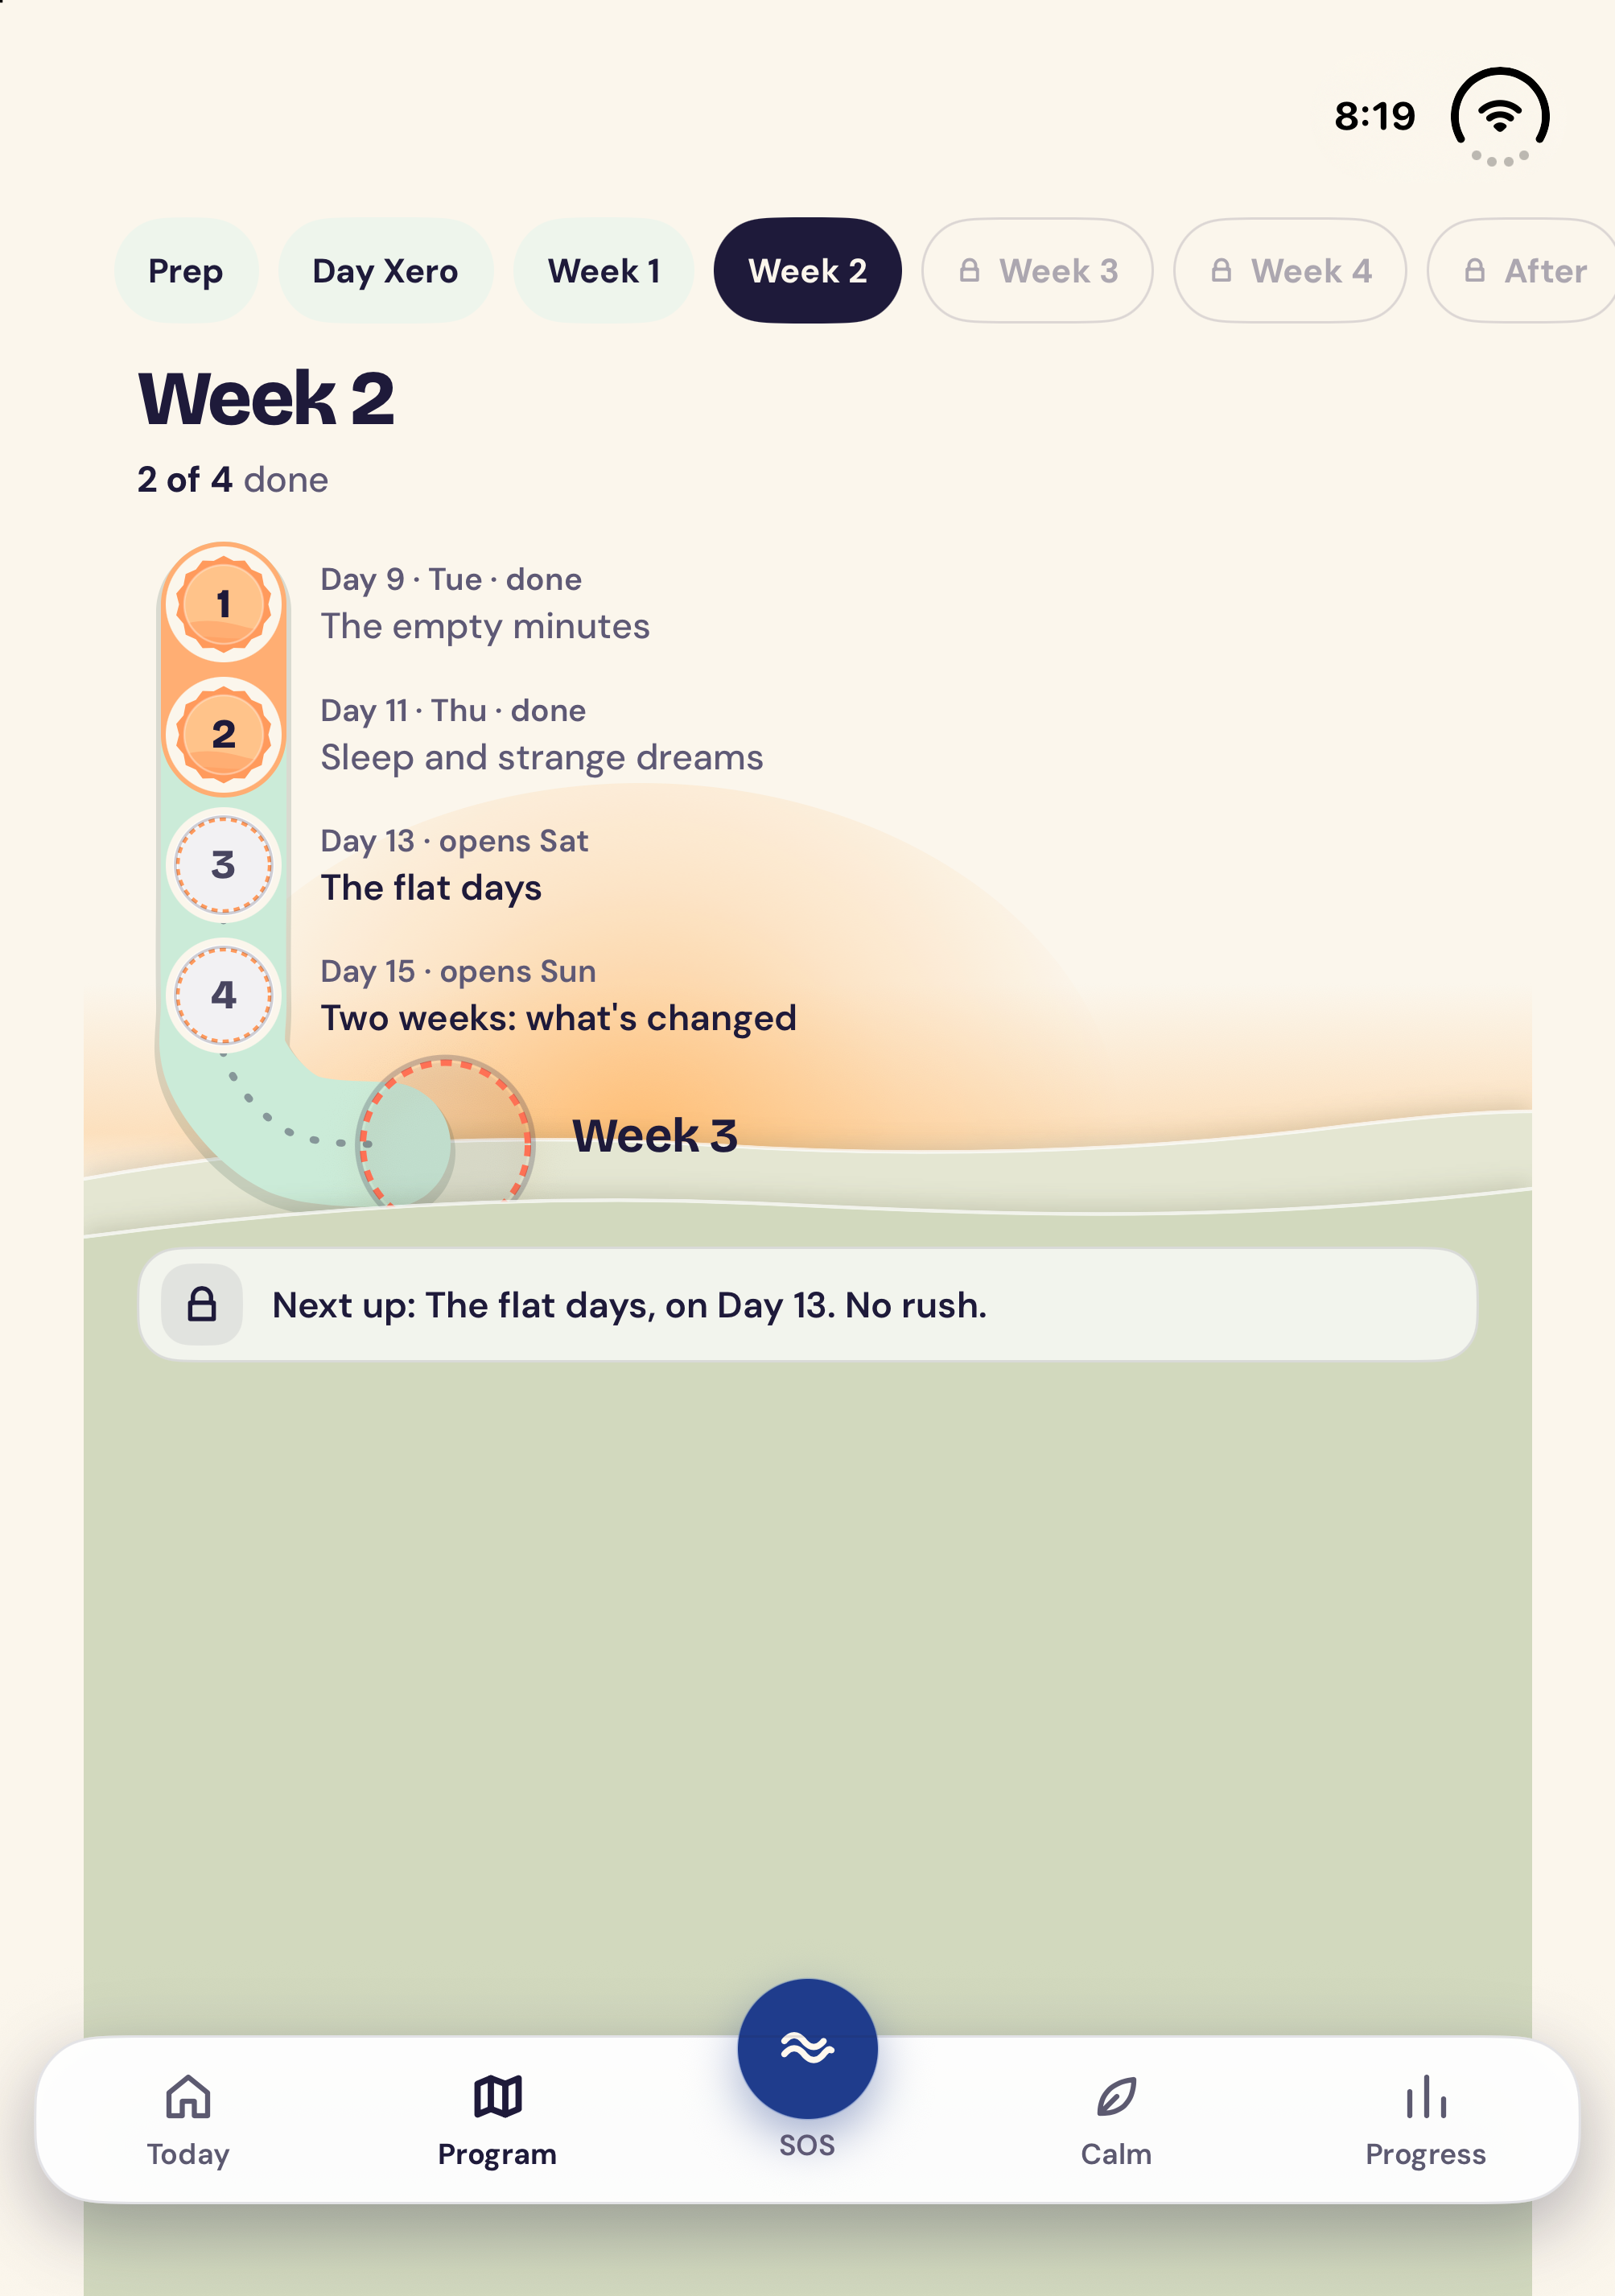 8:19
Prep
Day Xero
Week 1
Week 2
Week 3
Week 4
After
Week 2
2 of 4 done
1
Day 9 · Tue · done
The empty minutes
2
Day 11 · Thu · done
Sleep and strange dreams
3
Day 13 · opens Sat
The flat days
4
Day 15 · opens Sun
Two weeks: what's changed
Week 3
Next up: The flat days, on Day 13. No rush.
Today
Program
SOS
Calm
Progress